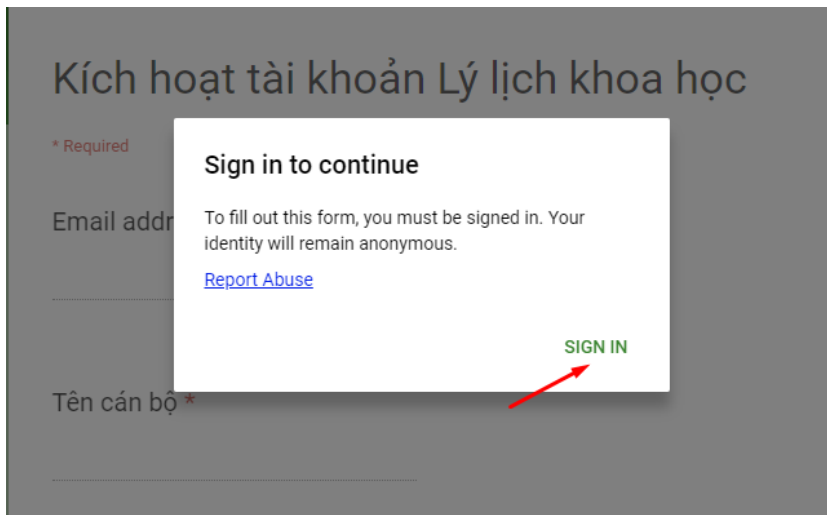 Kích hoạt tài khoản Lý lịch khoa học
* Required
Sign in to continue
Email addr
To fill out this form, you must be signed in. Your
identity will remain anonymous.
Report Abuse
SIGN IN
Tên cán bộ *